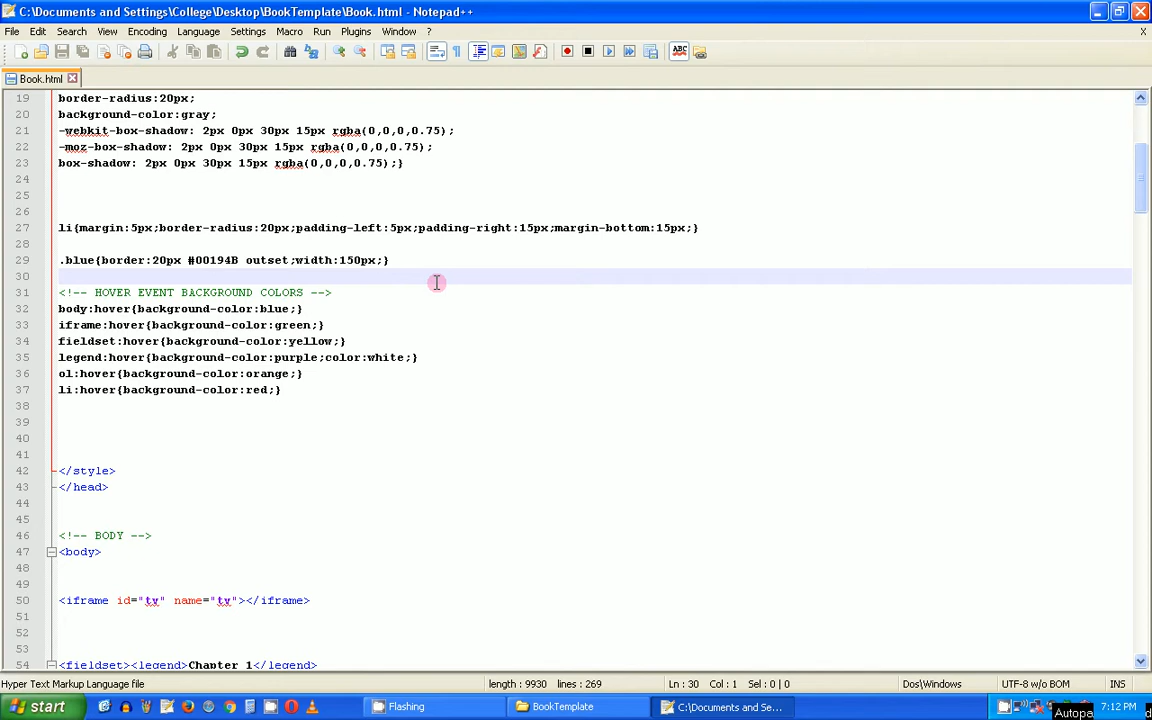 C:\Documents and Settings\College\Desktop\BookTemplate\Book.html - Notepad++
File Edit Search View Encoding Language Settings Macro Run Plugins Window ? X
ABC
Book.html
19 border-radius:20px;
20 background-color:gray;
21 -webkit-box-shadow: 2px 0px 30px 15px rgba(0,0,0,0.75);
22 -moz-box-shadow: 2px 0px 30px 15px rgba(0,0,0,0.75);
23 box-shadow: 2px 0px 30px 15px rgba(0,0,0,0.75);}
24
25
26
27 li{margin:5px;border-radius:20px;padding-left:5px;padding-right:15px;margin-bottom:15px;}
28
29 .blue{border:20px #00194B outset;width:150px;}
30
31 <!-- HOVER EVENT BACKGROUND COLORS -->
32 body:hover{background-color:blue;}
33 iframe:hover{background-color:green;}
34 fieldset:hover{background-color:yellow;}
35 legend:hover{background-color:purple;color:white;}
36 ol:hover{background-color:orange;}
37 li:hover{background-color:red;}
38
39
40
41
42 </style>
43 </head>
44
45
46 <!-- BODY -->
47 <body>
48
49
50 <iframe id="tv" name="tv"></iframe>
51
52
53
54 <fieldset><legend>Chapter 1</legend>
Hyper Text Markup Language file length : 9930 lines : 269 Ln : 30 Col : 1 Sel : 0 | 0 Dos\Windows UTF-8 w/o BOM INS
start Flashing BookTemplate C:\Documents and Se... 7:12 PM
Autopa